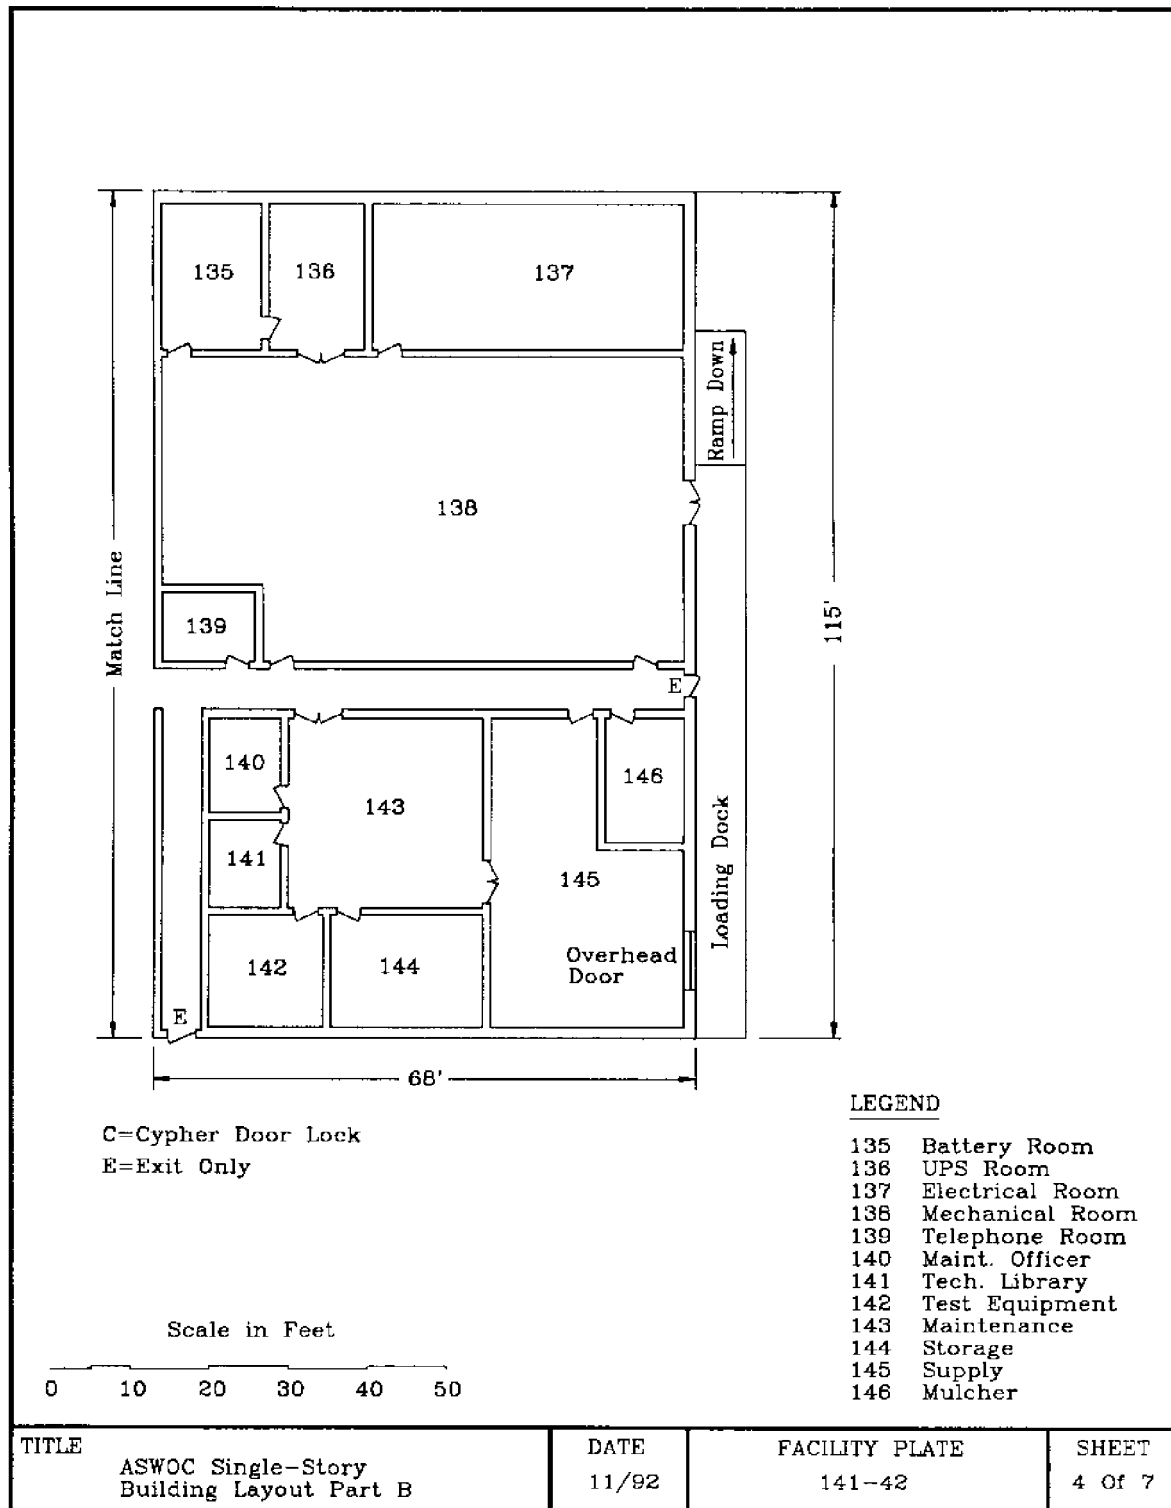 135
136
137
Ramp Down
138
Match Line
115'
139
E
140
146
143
141
145
Loading Dock
Overhead
Door
142
144
E
68'
C=Cypher Door Lock
E=Exit Only
LEGEND
135 Battery Room
136 UPS Room
137 Electrical Room
138 Mechanical Room
139 Telephone Room
140 Maint. Officer
141 Tech. Library
142 Test Equipment
143 Maintenance
144 Storage
145 Supply
146 Mulcher
Scale in Feet
0 10 20 30 40 50
TITLE
ASWOC Single-Story
Building Layout Part B
DATE
11/92
FACILITY PLATE
141-42
SHEET
4 Of 7